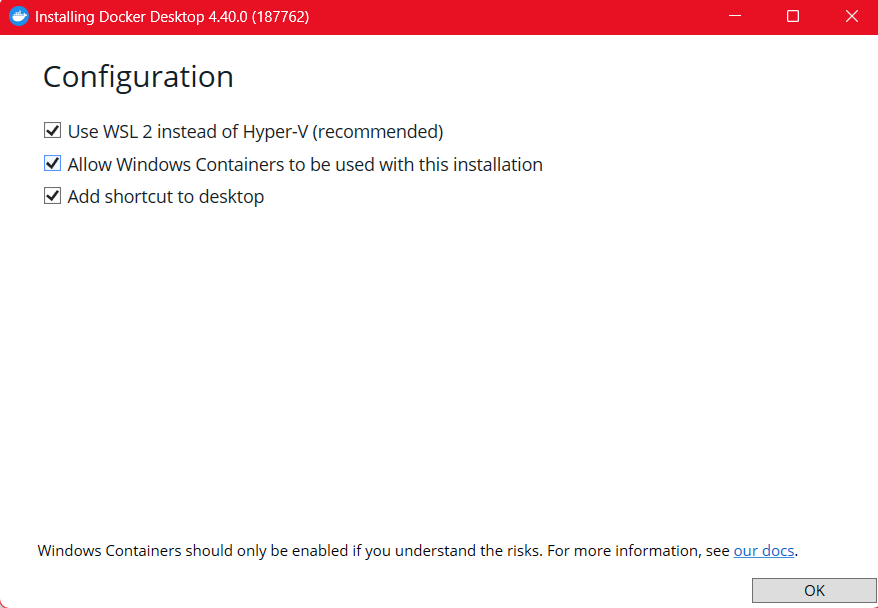 Installing Docker Desktop 4.40.0 (187762)
Configuration
Use WSL 2 instead of Hyper-V (recommended)
Allow Windows Containers to be used with this installation
Add shortcut to desktop
Windows Containers should only be enabled if you understand the risks. For more information, see our docs.
OK